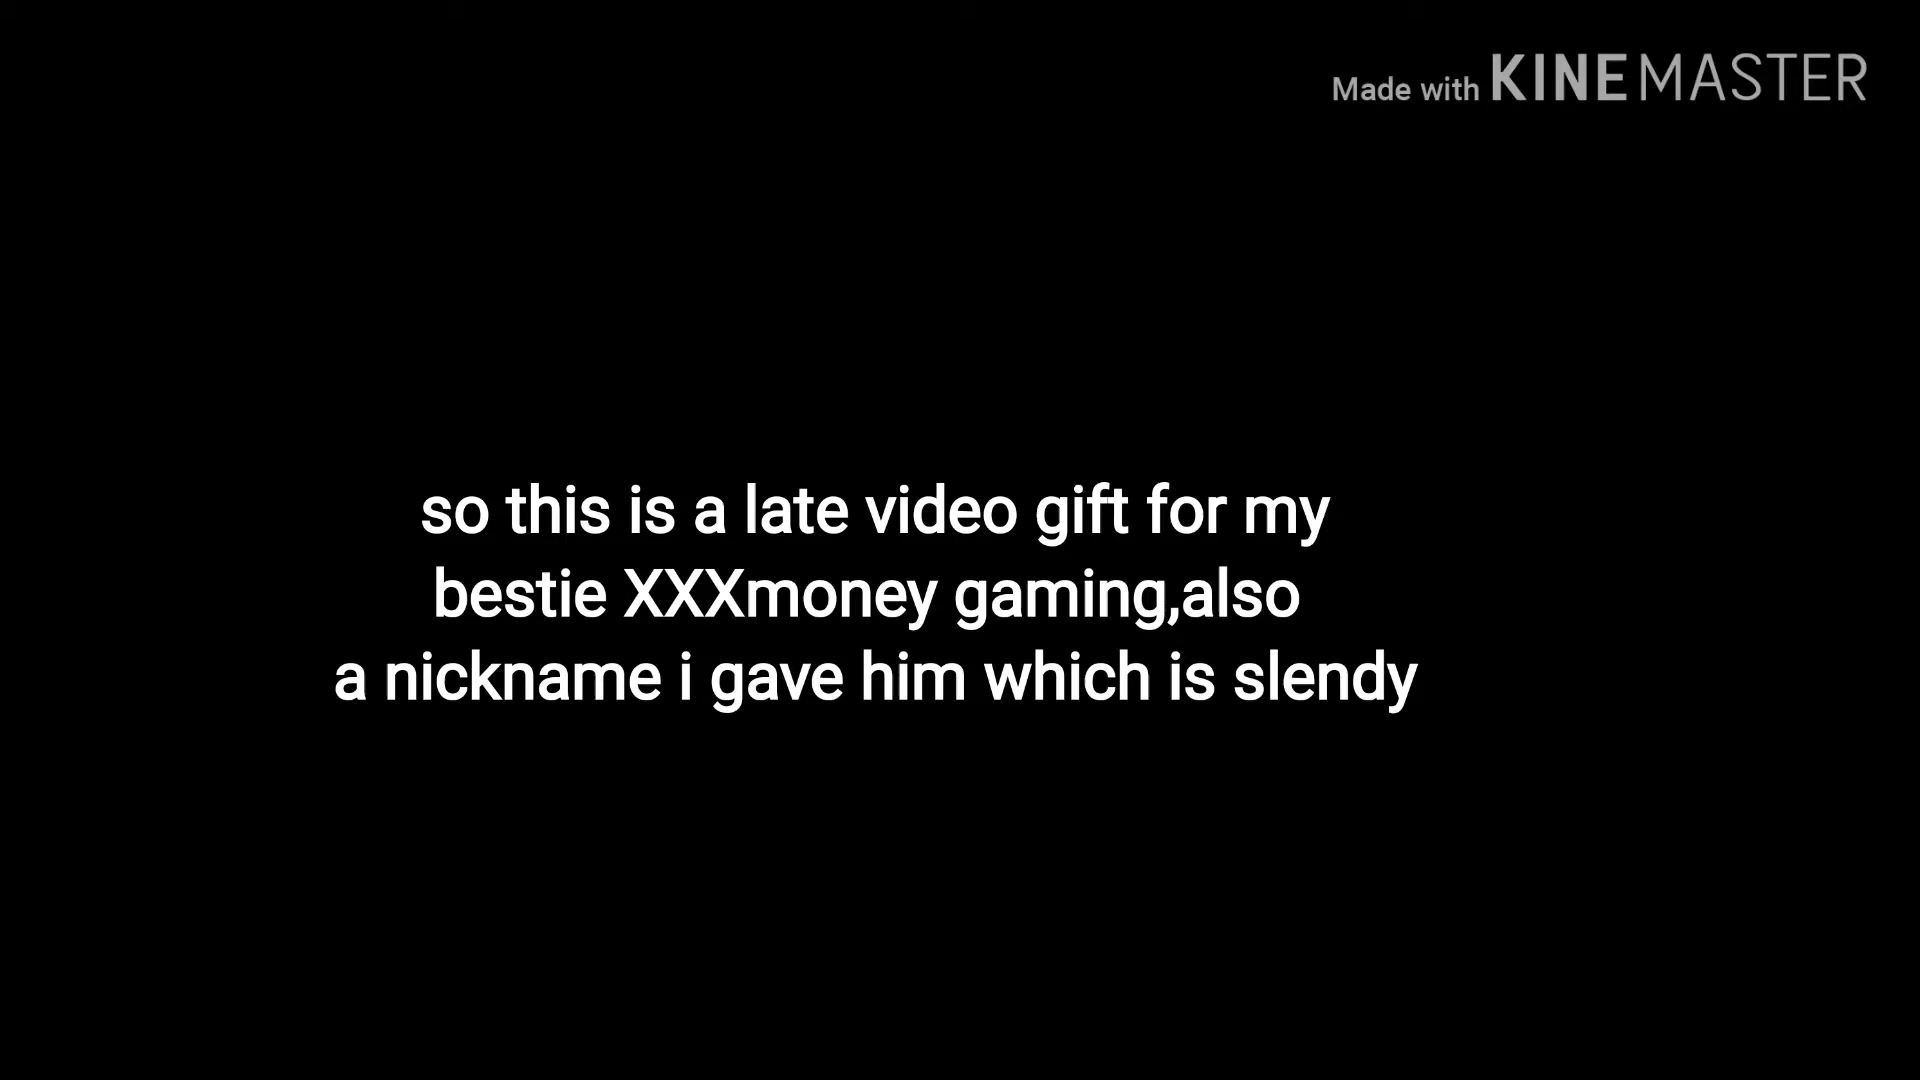 Made with KINEMASTER
so this is a late video gift for my
bestie XXXmoney gaming,also
a nickname i gave him which is slendy